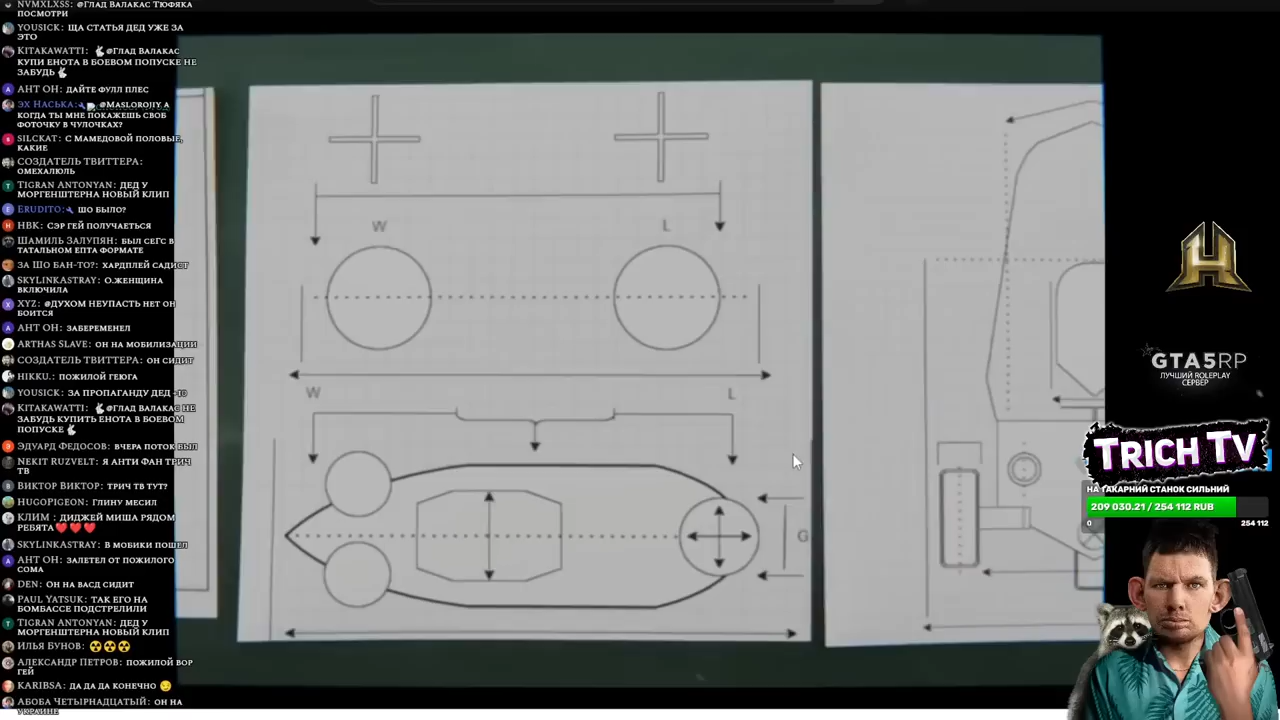 NVMXLXSS: @Глад Валакас Тюфяка
посмотри
YOUSICK: ща статья дед уже за
это
KITAKAWATTI: @Глад Валакас
купи енота в боевом попуске не
забудь
АНТ ОН: дайте фулл плес
ЭХ НАСЬКА: @Maslorojiy а
когда ты мне покажешь своб
фоточку в чулочках?
SILCKAT: с Мамедовой половые,
какие
СОЗДАТЕЛЬ ТВИТТЕРА:
омехалюль
TIGRAN ANTONYAN: дед у
моргенштерна новый клип
ERUDITO: шо было?
НВК: сэр гей получаеться
ШАМИЛЬ ЗАЛУПЯН: был сегс в
татальном епта формате
ЗА ШО БАН-ТО?: хардплей садист
SKYLINKASTRAY: о.женщина
включила
XYZ: @духом неупасть нет он
боится
АНТ ОН: забеременел
ARTHAS SLAVE: он на мобилизации
СОЗДАТЕЛЬ ТВИТТЕРА: он сидит
HIKKU.: пожилой геюга
YOUSICK: за пропаганду дед
KITAKAWATTI: @Глад Валакас не
забудь купить енота в боевом
попуске
ЭДУАРД ФЕДОСОВ: вчера поток был
NEKIT RUZVELT: я анти фан трич
тв
ВИКТОР ВИКТОР: трич тв тут?
HUGOPIGEON: глину месил
КЛИМ : диджей миша рядом
ребята
SKYLINKASTRAY: в мобики пошел
АНТ ОН: залетел от пожилого
сома
DEN: он на васд сидит
PAUL YATSUK: так его на
бомбассе подстрелили
TIGRAN ANTONYAN: дед у
моргенштерна новый клип
ИЛЬЯ БУНОВ:
АЛЕКСАНДР ПЕТРОВ: пожилой вор
гей
KARIBSA: да да да конечно
АБОБА ЧЕТЫРНАДЦАТЫЙ: он на
украине
W L
W L
G
GTA5RP
ЛУЧШИЙ ROLEPLAY
СЕРВЕР
TRICH TV
НА ТАКАРНИЙ СТАНОК СИЛЬНИЙ
209 030.21 / 254 112 RUB
0 254 112